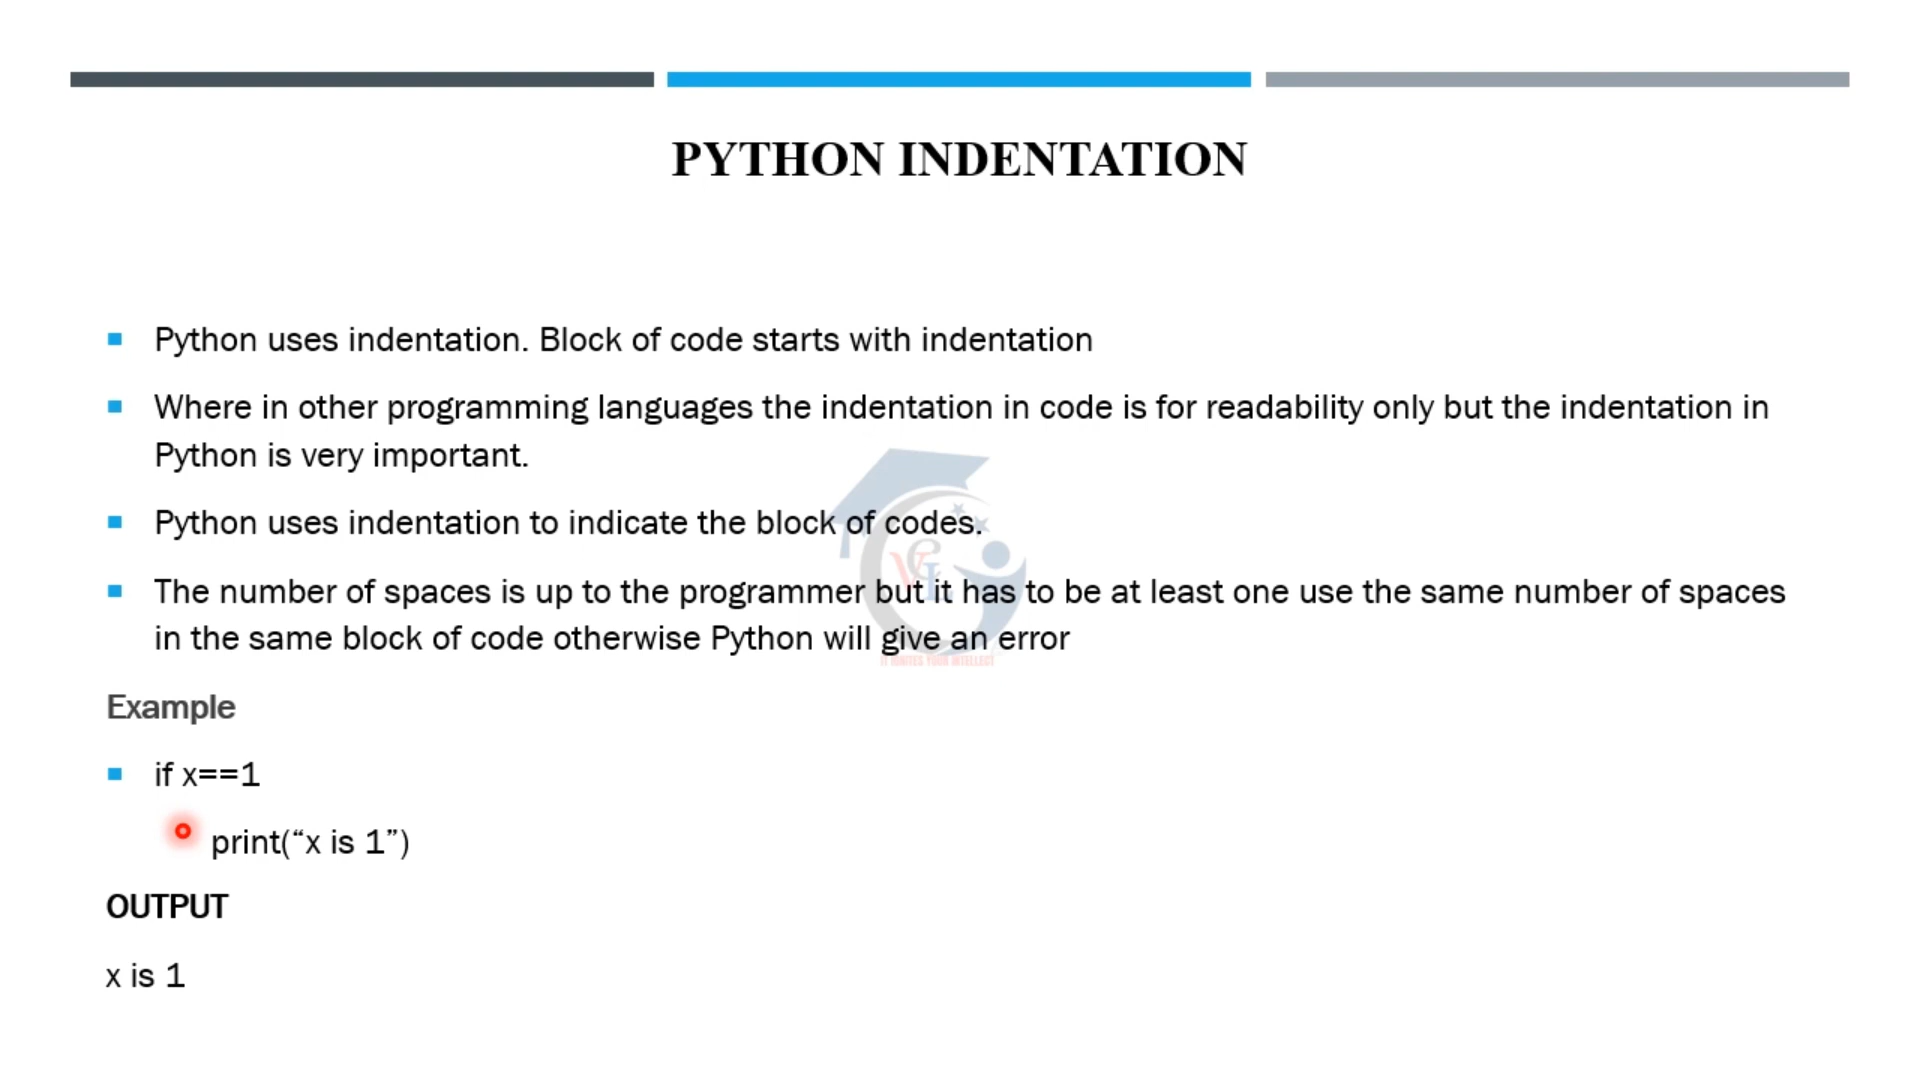 PYTHON INDENTATION
Python uses indentation. Block of code starts with indentation
Where in other programming languages the indentation in code is for readability only but the indentation in
Python is very important.
Python uses indentation to indicate the block of codes.
The number of spaces is up to the programmer but it has to be at least one use the same number of spaces
in the same block of code otherwise Python will give an error
IT IGNITES YOUR INTELLECT
Example
if x==1
print(“x is 1”)
OUTPUT
x is 1